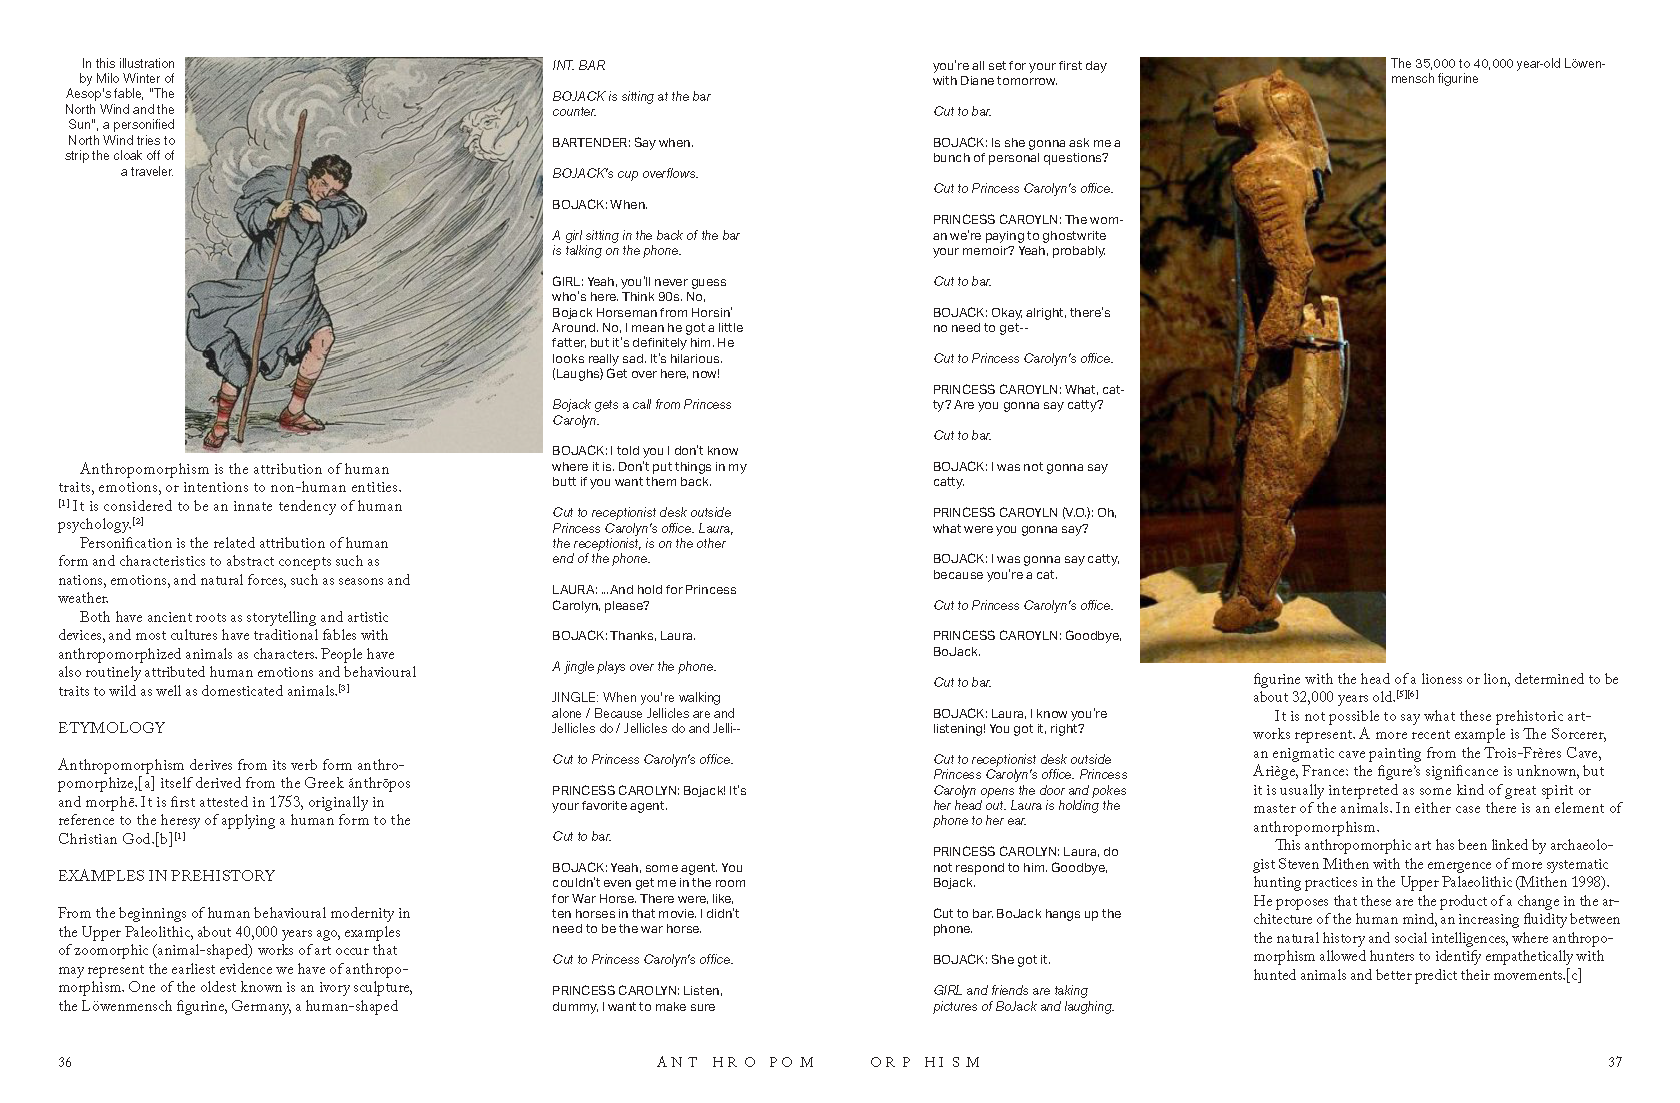 In this illustration
by Milo Winter of
Aesop's fable, "The
North Wind and the
Sun", a personified
North Wind tries to
strip the cloak off of
a traveler.
Anthropomorphism is the attribution of human
traits, emotions, or intentions to non-human entities.
[1] It is considered to be an innate tendency of human
psychology.[2]
Personification is the related attribution of human
form and characteristics to abstract concepts such as
nations, emotions, and natural forces, such as seasons and
weather.
Both have ancient roots as storytelling and artistic
devices, and most cultures have traditional fables with
anthropomorphized animals as characters. People have
also routinely attributed human emotions and behavioural
traits to wild as well as domesticated animals.[3]
ETYMOLOGY
Anthropomorphism derives from its verb form anthro-
pomorphize,[a] itself derived from the Greek ánthrōpos
and morphē. It is first attested in 1753, originally in
reference to the heresy of applying a human form to the
Christian God.[b][1]
EXAMPLES IN PREHISTORY
From the beginnings of human behavioural modernity in
the Upper Paleolithic, about 40,000 years ago, examples
of zoomorphic (animal-shaped) works of art occur that
may represent the earliest evidence we have of anthropo-
morphism. One of the oldest known is an ivory sculpture,
the Löwenmensch figurine, Germany, a human-shaped
INT. BAR
BOJACK is sitting at the bar
counter.
BARTENDER: Say when.
BOJACK's cup overflows.
BOJACK: When.
A girl sitting in the back of the bar
is talking on the phone.
GIRL: Yeah, you'll never guess
who's here. Think 90s. No,
Bojack Horseman from Horsin'
Around. No, I mean he got a little
fatter, but it's definitely him. He
looks really sad. It's hilarious.
(Laughs) Get over here, now!
Bojack gets a call from Princess
Carolyn.
BOJACK: I told you I don't know
where it is. Don't put things in my
butt if you want them back.
Cut to receptionist desk outside
Princess Carolyn's office. Laura,
the receptionist, is on the other
end of the phone.
LAURA: ...And hold for Princess
Carolyn, please?
BOJACK: Thanks, Laura.
A jingle plays over the phone.
JINGLE: When you're walking
alone / Because Jellicles are and
Jellicles do / Jellicles do and Jelli--
Cut to Princess Carolyn's office.
PRINCESS CAROLYN: Bojack! It's
your favorite agent.
Cut to bar.
BOJACK: Yeah, some agent. You
couldn't even get me in the room
for War Horse. There were, like,
ten horses in that movie. I didn't
need to be the war horse.
Cut to Princess Carolyn's office.
PRINCESS CAROLYN: Listen,
dummy, I want to make sure
36
ANTHROPOM
you're all set for your first day
with Diane tomorrow.
Cut to bar.
BOJACK: Is she gonna ask me a
bunch of personal questions?
Cut to Princess Carolyn's office.
PRINCESS CAROYLN: The wom-
an we're paying to ghostwrite
your memoir? Yeah, probably.
Cut to bar.
BOJACK: Okay, alright, there's
no need to get--
Cut to Princess Carolyn's office.
PRINCESS CAROYLN: What, cat-
ty? Are you gonna say catty?
Cut to bar.
BOJACK: I was not gonna say
catty.
PRINCESS CAROYLN (V.O.): Oh,
what were you gonna say?
BOJACK: I was gonna say catty,
because you're a cat.
Cut to Princess Carolyn's office.
PRINCESS CAROYLN: Goodbye,
BoJack.
Cut to bar.
BOJACK: Laura, I know you're
listening! You got it, right?
Cut to receptionist desk outside
Princess Carolyn's office. Princess
Carolyn opens the door and pokes
her head out. Laura is holding the
phone to her ear.
PRINCESS CAROLYN: Laura, do
not respond to him. Goodbye,
Bojack.
Cut to bar. BoJack hangs up the
phone.
BOJACK: She got it.
GIRL and friends are taking
pictures of BoJack and laughing.
The 35,000 to 40,000 year-old Löwen-
mensch figurine
figurine with the head of a lioness or lion, determined to be
about 32,000 years old.[5][6]
It is not possible to say what these prehistoric art-
works represent. A more recent example is The Sorcerer,
an enigmatic cave painting from the Trois-Frères Cave,
Ariège, France: the figure's significance is unknown, but
it is usually interpreted as some kind of great spirit or
master of the animals. In either case there is an element of
anthropomorphism.
This anthropomorphic art has been linked by archaeolo-
gist Steven Mithen with the emergence of more systematic
hunting practices in the Upper Palaeolithic (Mithen 1998).
He proposes that these are the product of a change in the ar-
chitecture of the human mind, an increasing fluidity between
the natural history and social intelligences, where anthropo-
morphism allowed hunters to identify empathetically with
hunted animals and better predict their movements.[c]
ORPHISM
37